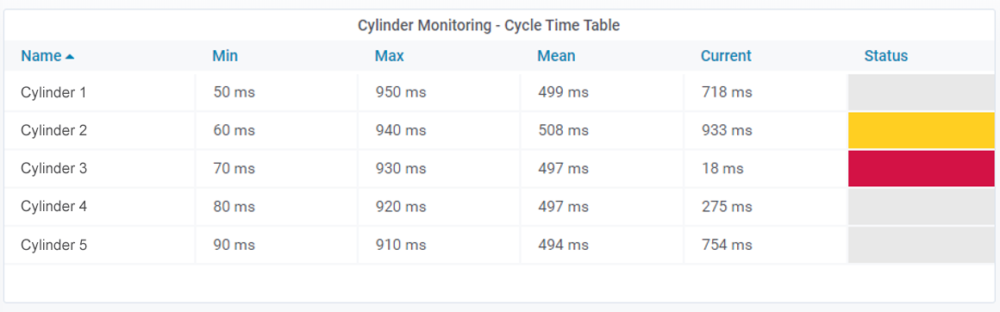 Cylinder Monitoring - Cycle Time Table
Name Min Max Mean Current Status
Cylinder 1 50 ms 950 ms 499 ms 718 ms
Cylinder 2 60 ms 940 ms 508 ms 933 ms
Cylinder 3 70 ms 930 ms 497 ms 18 ms
Cylinder 4 80 ms 920 ms 497 ms 275 ms
Cylinder 5 90 ms 910 ms 494 ms 754 ms